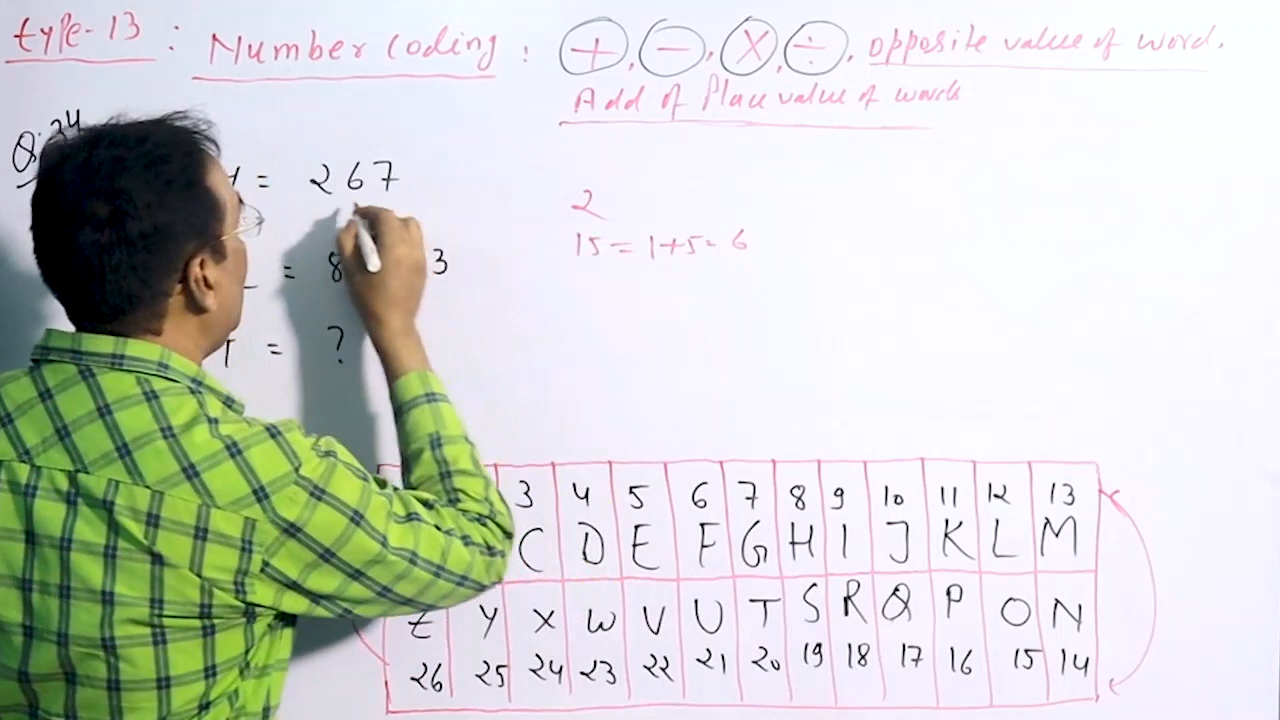 type-13 : Number Coding : +, -, ×, ÷, opposite value of word,
Add of Place value of words
Q.34
Y = 267
L = 8 3
T = ?
2
15 = 1+5 = 6
3 4 5 6 7 8 9 10 11 12 13
C D E F G H I J K L M
Z Y X W V U T S R Q P O N
26 25 24 23 22 21 20 19 18 17 16 15 14